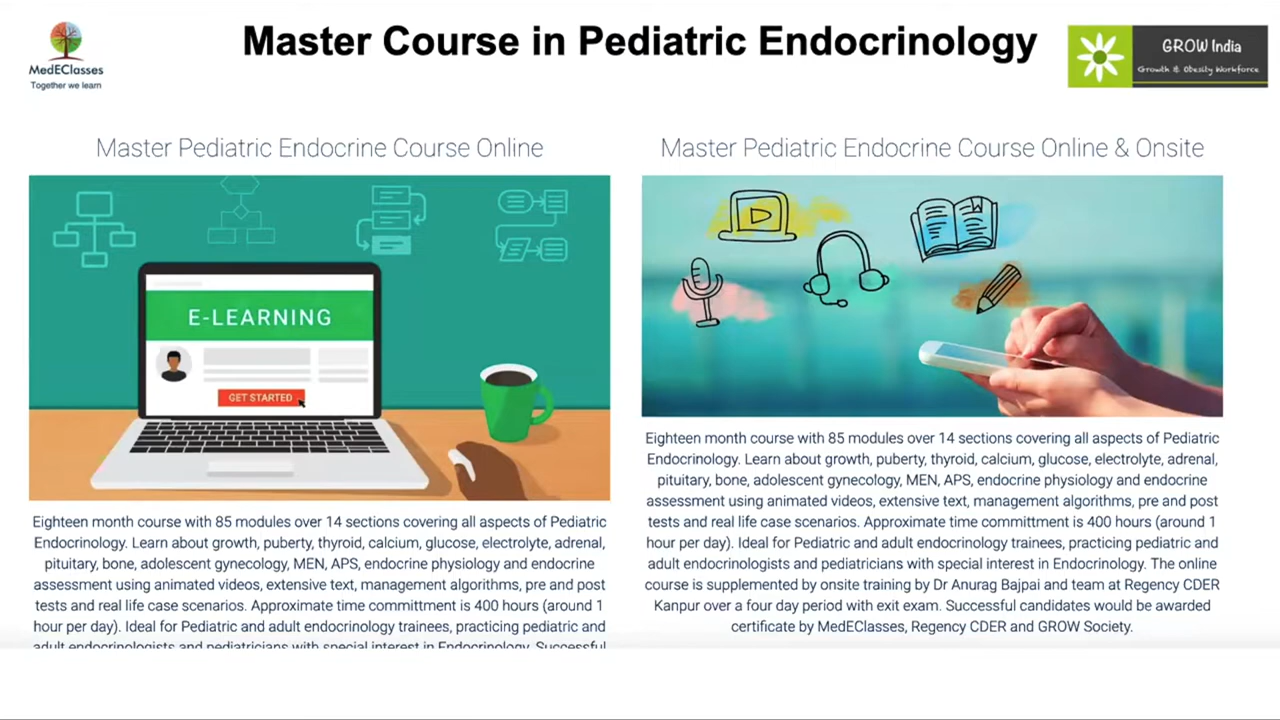 Master Course in Pediatric Endocrinology
MedEClasses
Together we learn
GROW India
Growth & Obesity Workforce
Master Pediatric Endocrine Course Online
E-LEARNING
GET STARTED
Eighteen month course with 85 modules over 14 sections covering all aspects of Pediatric
Endocrinology. Learn about growth, puberty, thyroid, calcium, glucose, electrolyte, adrenal,
pituitary, bone, adolescent gynecology, MEN, APS, endocrine physiology and endocrine
assessment using animated videos, extensive text, management algorithms, pre and post
tests and real life case scenarios. Approximate time committment is 400 hours (around 1
hour per day). Ideal for Pediatric and adult endocrinology trainees, practicing pediatric and
adult endocrinologists and pediatricians with special interest in Endocrinology. Successful
Master Pediatric Endocrine Course Online & Onsite
Eighteen month course with 85 modules over 14 sections covering all aspects of Pediatric
Endocrinology. Learn about growth, puberty, thyroid, calcium, glucose, electrolyte, adrenal,
pituitary, bone, adolescent gynecology, MEN, APS, endocrine physiology and endocrine
assessment using animated videos, extensive text, management algorithms, pre and post
tests and real life case scenarios. Approximate time committment is 400 hours (around 1
hour per day). Ideal for Pediatric and adult endocrinology trainees, practicing pediatric and
adult endocrinologists and pediatricians with special interest in Endocrinology. The online
course is supplemented by onsite training by Dr Anurag Bajpai and team at Regency CDER
Kanpur over a four day period with exit exam. Successful candidates would be awarded
certificate by MedEClasses, Regency CDER and GROW Society.